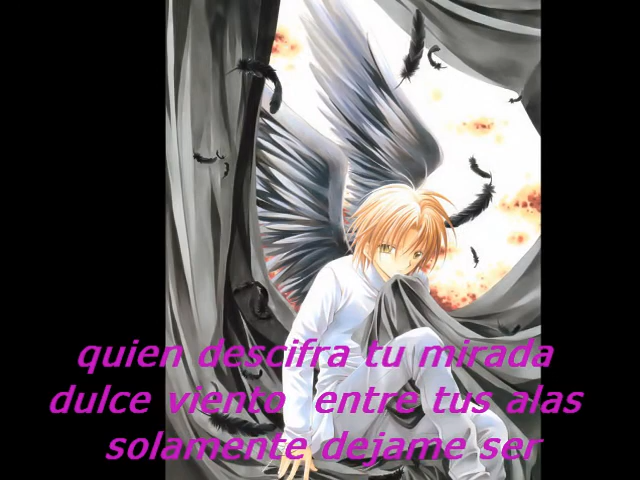 quien descifra tu mirada
dulce viento entre tus alas
solamente dejame ser